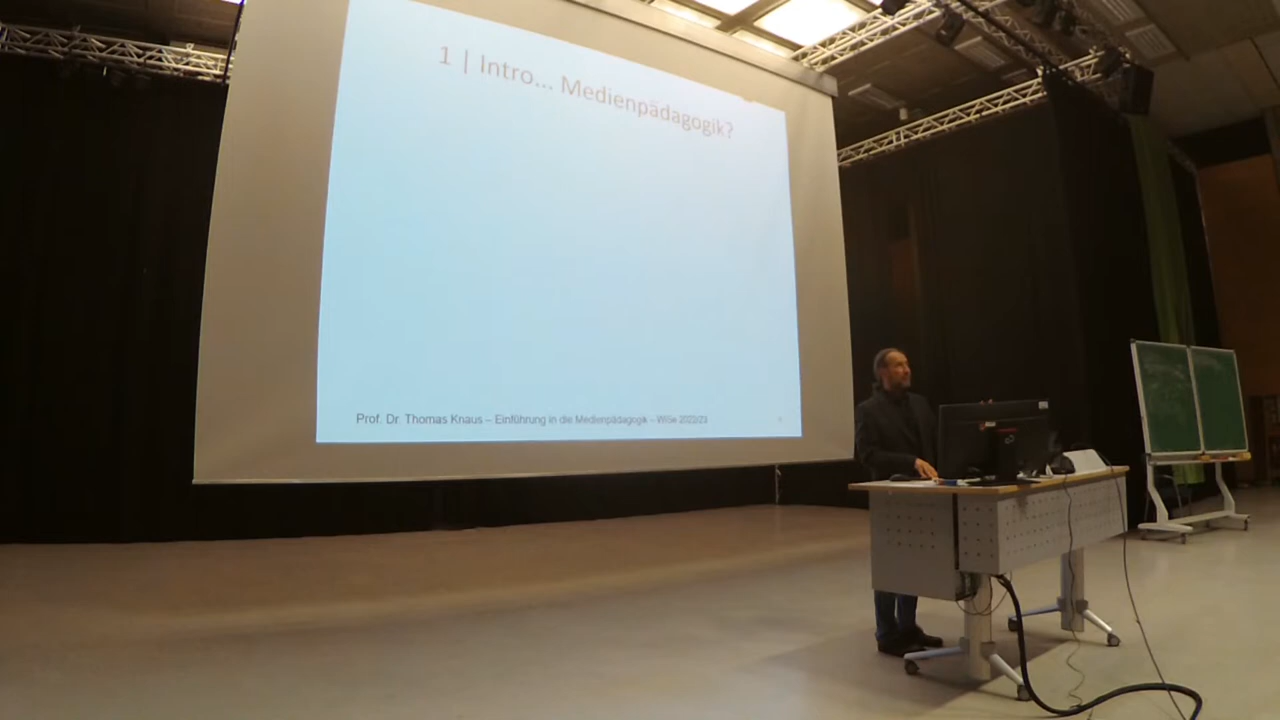 1 | Intro... Medienpädagogik?
Prof. Dr. Thomas Knaus – Einführung in die Medienpädagogik – WiSe 2022/23